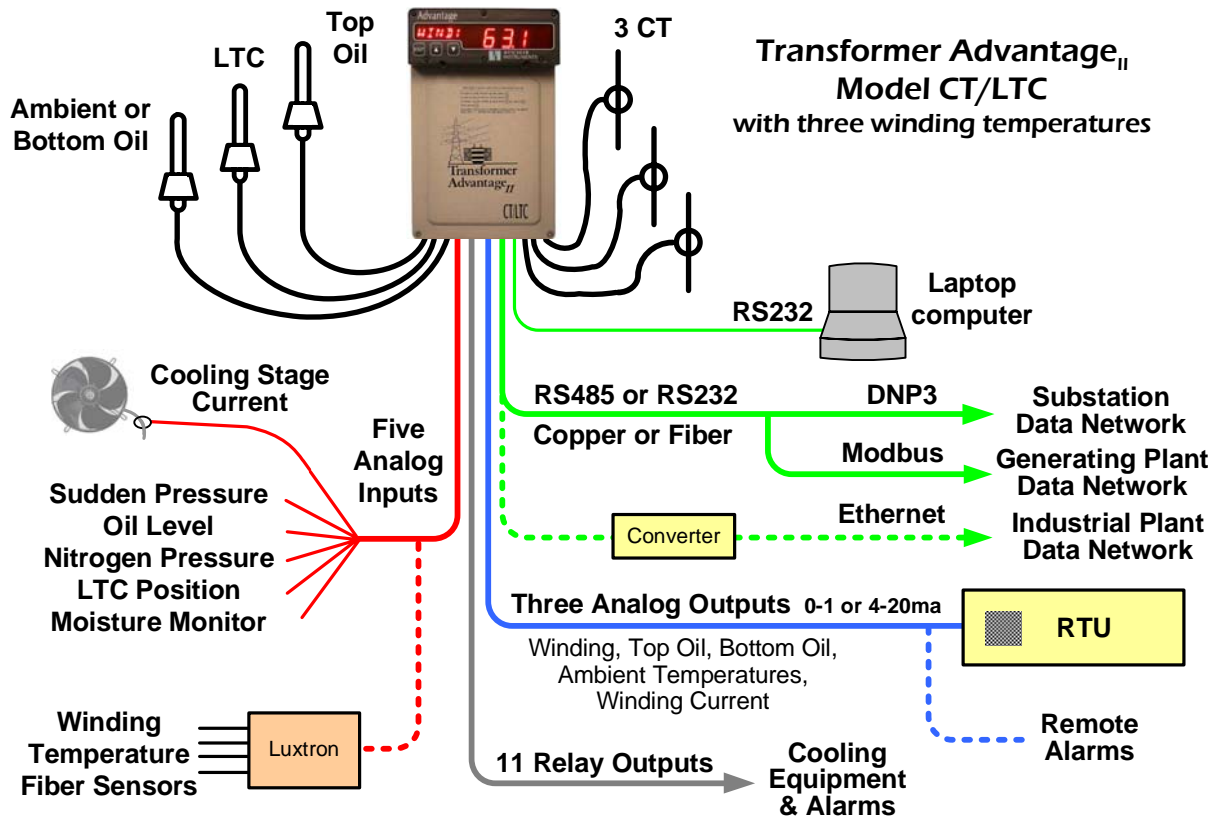 Transformer Advantage II
Model CT/LTC
with three winding temperatures
Top
Oil
LTC
Ambient or
Bottom Oil
Advantage
WIND1
63.1
Transformer
Advantage II
CT/LTC
3 CT
RS232
Laptop
computer
Cooling Stage
Current
Five
Analog
Inputs
Sudden Pressure
Oil Level
Nitrogen Pressure
LTC Position
Moisture Monitor
RS485 or RS232
Copper or Fiber
DNP3
Substation
Data Network
Modbus
Generating Plant
Data Network
Converter
Ethernet
Industrial Plant
Data Network
Three Analog Outputs 0-1 or 4-20ma
RTU
Winding, Top Oil, Bottom Oil,
Ambient Temperatures,
Winding Current
Remote
Alarms
Winding
Temperature
Fiber Sensors
Luxtron
11 Relay Outputs
Cooling
Equipment
& Alarms